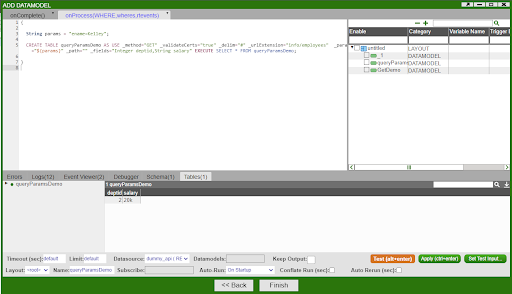 ADD DATAMODEL
onComplete() onProcess(WHERE,wheres,rtevents)
1 {
2
3 String params = "ename=Kelley";
4
5 CREATE TABLE queryParamsDemo AS USE _method="GET" _validateCerts="true" _delim="#" _urlExtension="info/employees" _para
="${params}" _path="" _fields="Integer deptid,String salary" EXECUTE SELECT * FROM queryParamsDemo;
6
7 }
8
Enable Category Variable Name Trigger
untitled LAYOUT
_1 DATAMODEL
queryParam DATAMODEL
GetDemo DATAMODEL
Errors Logs(12) Event Viewer(2) Debugger Schema(1) Tables(1)
queryParamsDemo
1 queryParamsDemo
deptid salary
2 20k
Timeout (sec): default Limit: default Datasource: dummy_api ( RE Datamodels: Keep Output: Test (alt+enter) Apply (ctrl+enter) Set Test Input...
Layout: <root> Name: queryParamsDemo Subscribe: Auto-Run: On Startup Conflate Run (sec): Auto Rerun (sec):
<< Back Finish